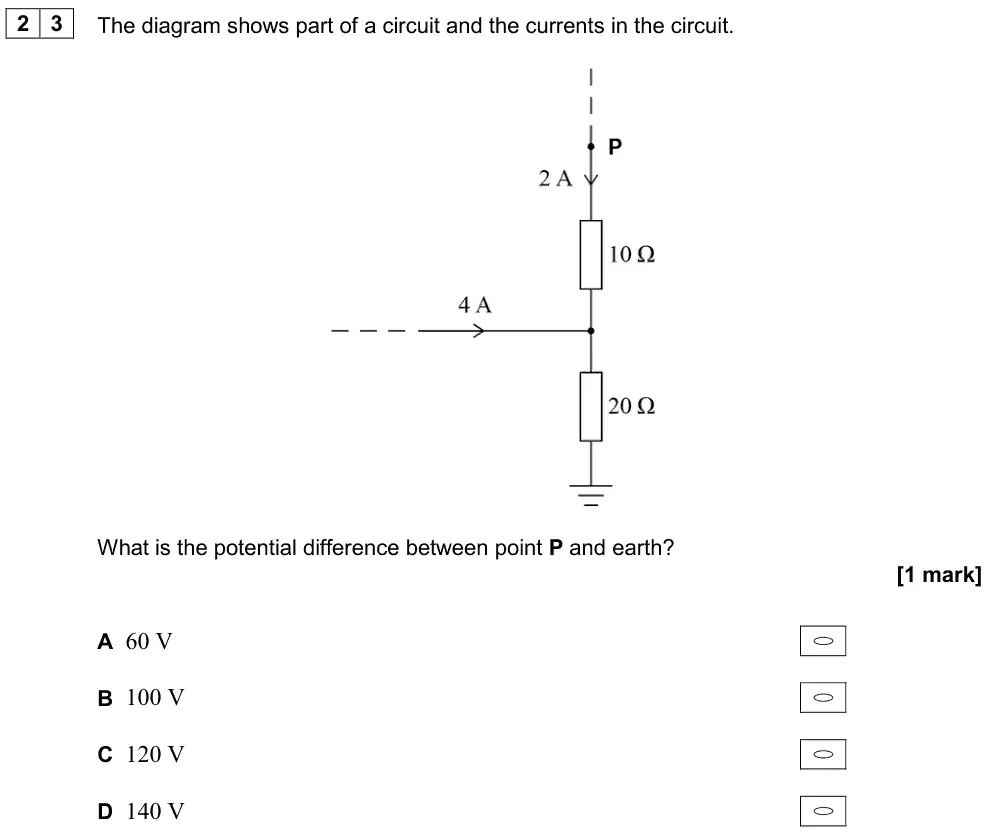 2 3 The diagram shows part of a circuit and the currents in the circuit.
P
2 A
10 Ω
4 A
20 Ω
What is the potential difference between point P and earth?
[1 mark]
A 60 V
B 100 V
C 120 V
D 140 V